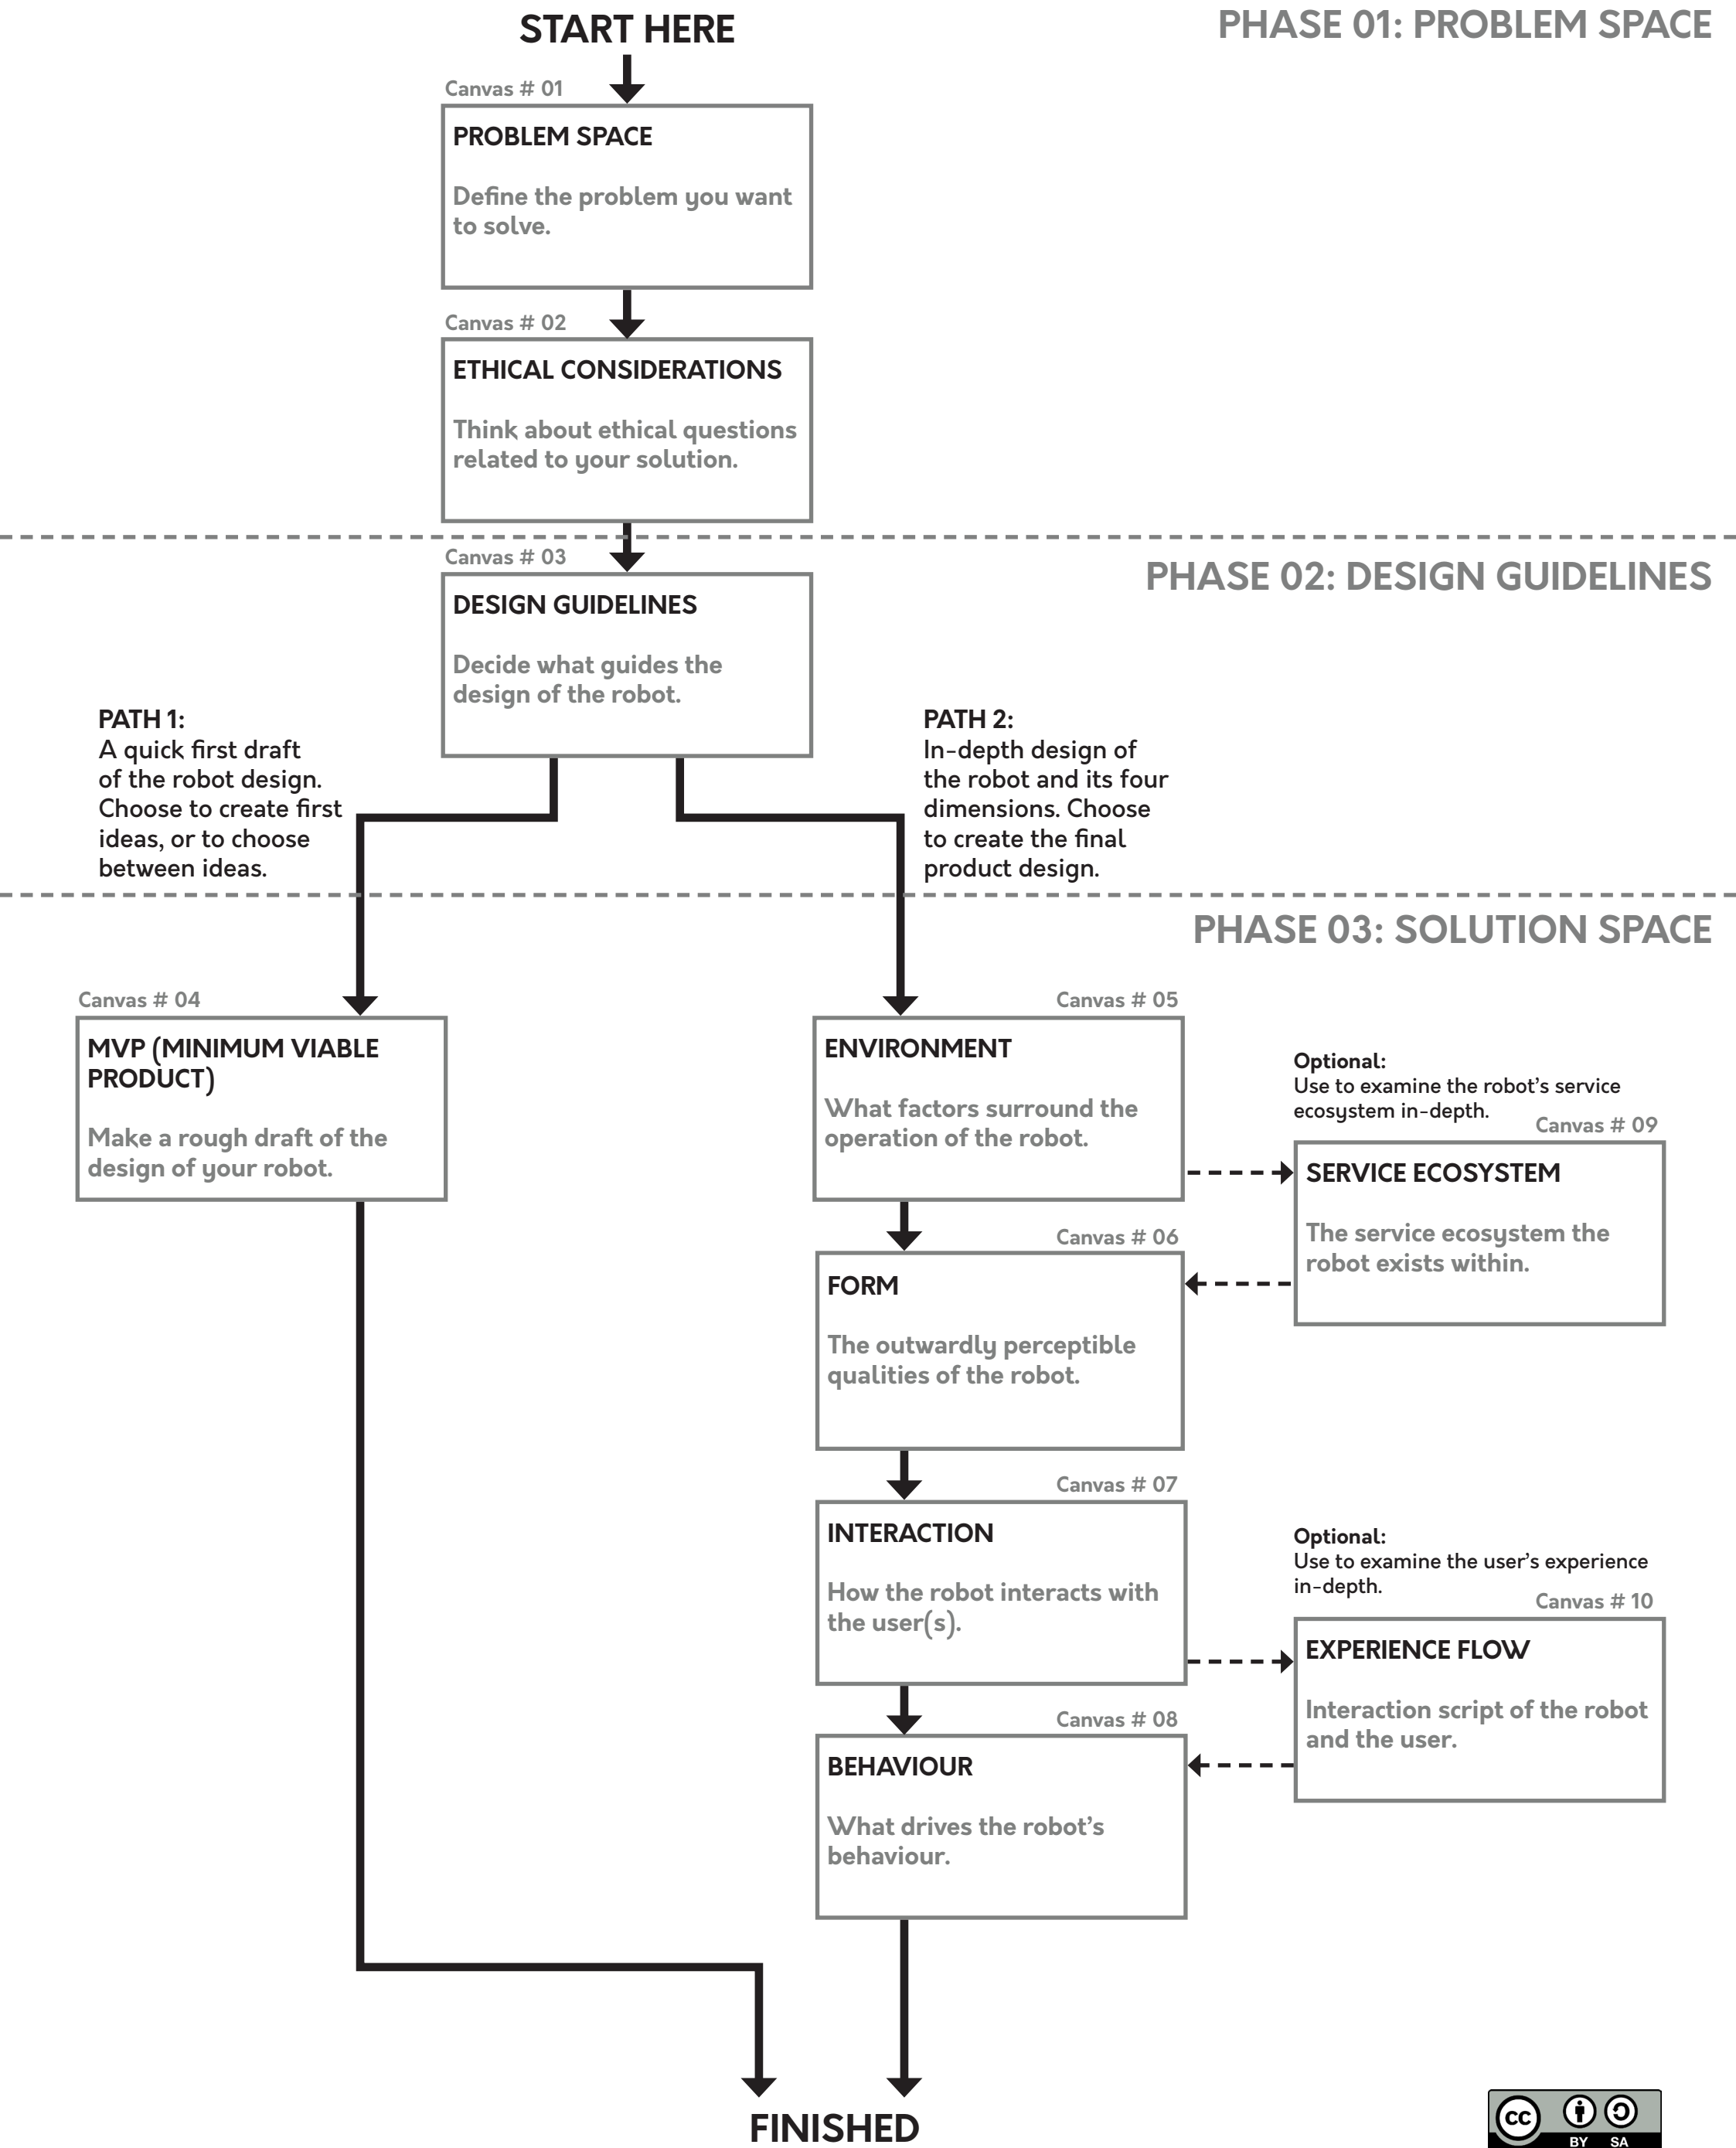 START HERE
PHASE 01: PROBLEM SPACE
Canvas # 01
PROBLEM SPACE
Define the problem you want
to solve.
Canvas # 02
ETHICAL CONSIDERATIONS
Think about ethical questions
related to your solution.
Canvas # 03
PHASE 02: DESIGN GUIDELINES
DESIGN GUIDELINES
Decide what guides the
design of the robot.
PATH 1:
A quick first draft
of the robot design.
Choose to create first
ideas, or to choose
between ideas.
PATH 2:
In-depth design of
the robot and its four
dimensions. Choose
to create the final
product design.
PHASE 03: SOLUTION SPACE
Canvas # 04
MVP (MINIMUM VIABLE
PRODUCT)
Make a rough draft of the
design of your robot.
Canvas # 05
ENVIRONMENT
What factors surround the
operation of the robot.
Optional:
Use to examine the robot's service
ecosystem in-depth.
Canvas # 09
SERVICE ECOSYSTEM
The service ecosystem the
robot exists within.
Canvas # 06
FORM
The outwardly perceptible
qualities of the robot.
Canvas # 07
INTERACTION
How the robot interacts with
the user(s).
Optional:
Use to examine the user's experience
in-depth.
Canvas # 10
EXPERIENCE FLOW
Interaction script of the robot
and the user.
Canvas # 08
BEHAVIOUR
What drives the robot's
behaviour.
FINISHED
CC
BY SA